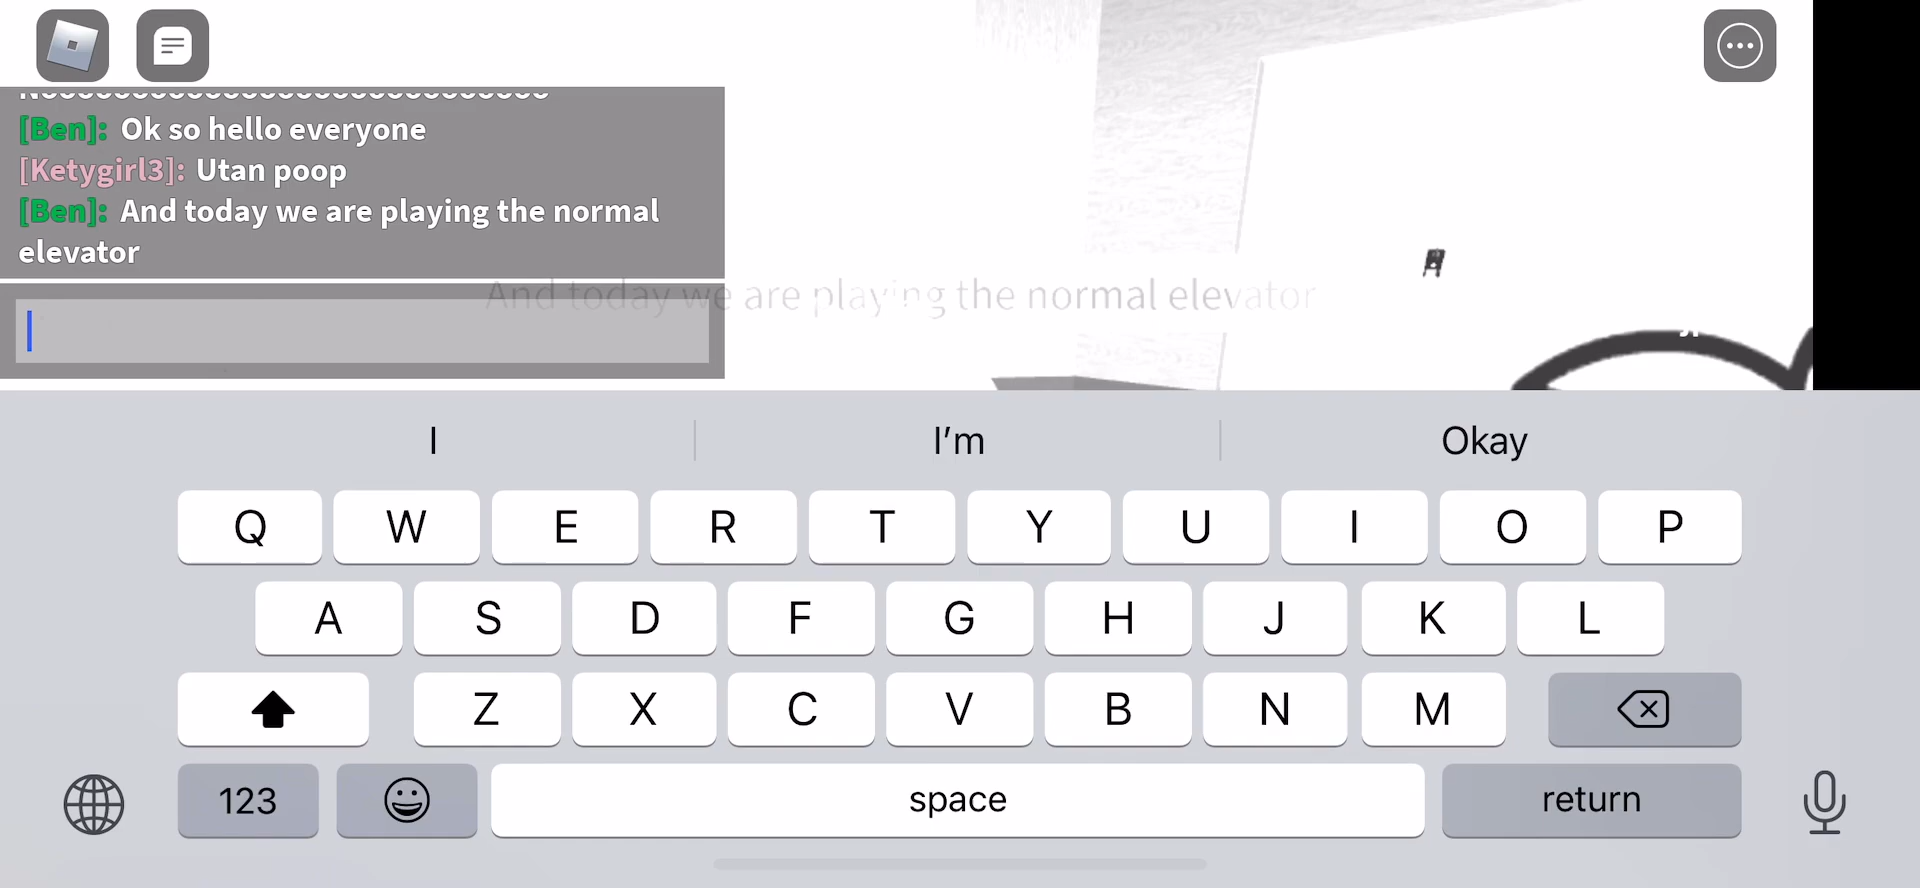 [Ben]: Ok so hello everyone
[Ketygirl3]: Utan poop
[Ben]: And today we are playing the normal
elevator
And today we are playing the normal elevator
I I’m Okay
Q W E R T Y U I O P
A S D F G H J K L
Z X C V B N M
123 space return